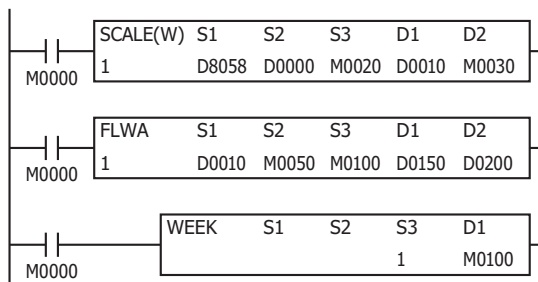 SCALE(W) S1 S2 S3 D1 D2
1 D8058 D0000 M0020 D0010 M0030
M0000
FLWA S1 S2 S3 D1 D2
1 D0010 M0050 M0100 D0150 D0200
M0000
WEEK S1 S2 S3 D1
1 M0100
M0000